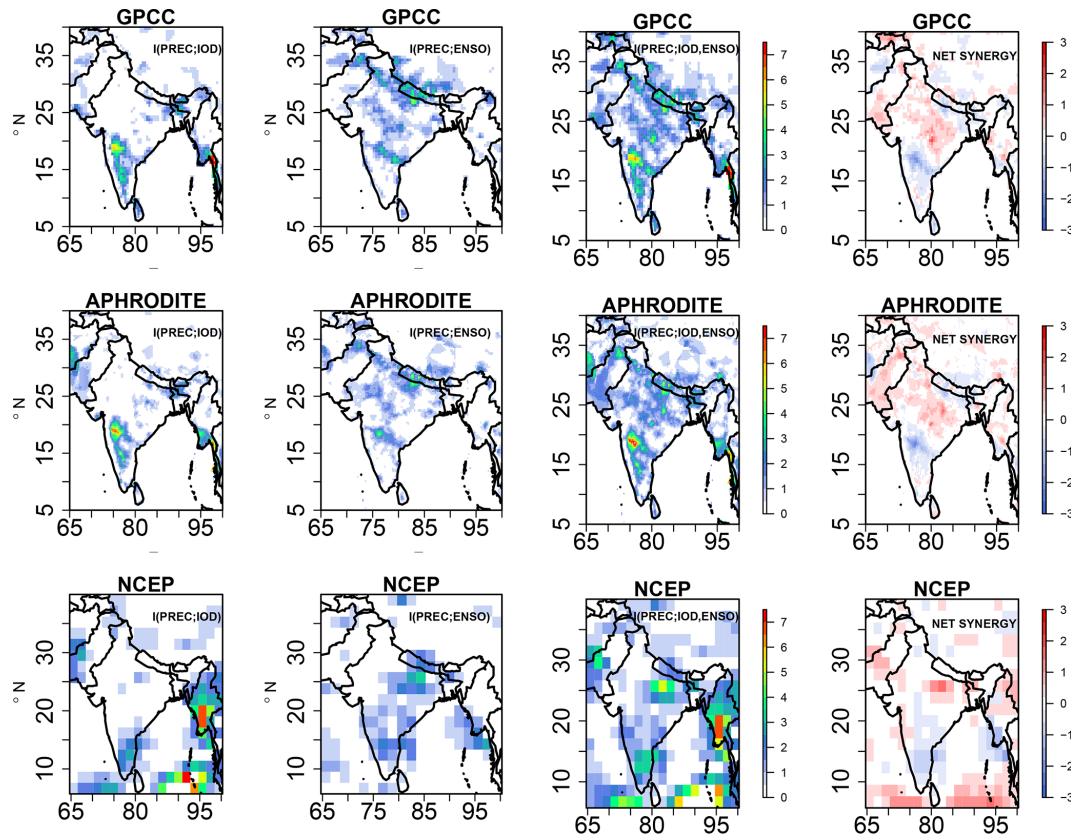 GPCC GPCC GPCC GPCC
I(PREC;IOD) I(PREC;ENSO) I(PREC;IOD,ENSO) NET SYNERGY
° N
5 15 25 35
65 80 95
65 75 85 95
5 15 25 35
65 80 95
0 1 2 3 4 5 6 7
5 15 25 35
65 80 95
−3 −2 −1 0 1 2 3
APHRODITE APHRODITE APHRODITE APHRODITE
I(PREC;IOD) I(PREC;ENSO) I(PREC;IOD,ENSO) NET SYNERGY
° N
5 15 25 35
65 80 95
° N
5 15 25 35
65 75 85 95
5 15 25 35
65 80 95
0 1 2 3 4 5 6 7
5 15 25 35
65 80 95
−3 −2 −1 0 1 2 3
NCEP NCEP NCEP NCEP
I(PREC;IOD) I(PREC;ENSO) I(PREC;IOD,ENSO) NET SYNERGY
° N
10 20 30
65 80 95
° N
10 20 30
65 75 85 95
10 20 30
65 80 95
0 1 2 3 4 5 6 7
10 20 30
65 80 95
−3 −2 −1 0 1 2 3